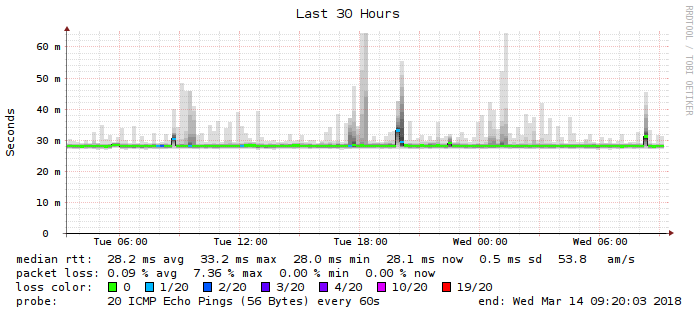 Last 30 Hours
RRDTOOL / TOBI OETIKER
Seconds
60 m
50 m
40 m
30 m
20 m
10 m
0
Tue 06:00 Tue 12:00 Tue 18:00 Wed 00:00 Wed 06:00
median rtt: 28.2 ms avg 33.2 ms max 28.0 ms min 28.1 ms now 0.5 ms sd 53.8 am/s
packet loss: 0.09 % avg 7.36 % max 0.00 % min 0.00 % now
loss color: 0 1/20 2/20 3/20 4/20 10/20 19/20
probe: 20 ICMP Echo Pings (56 Bytes) every 60s end: Wed Mar 14 09:20:03 2018